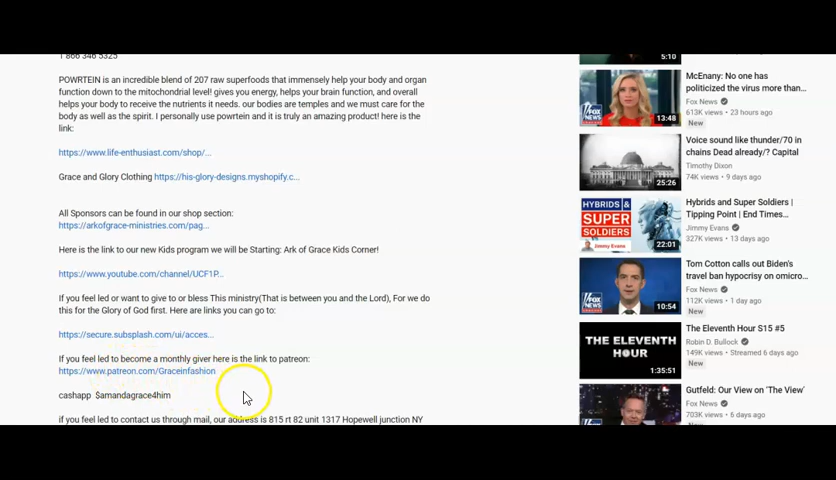 1 866 346 5325
POWRTEIN is an incredible blend of 207 raw superfoods that immensely help your body and organ
function down to the mitochondrial level! gives you energy, helps your brain function, and overall
helps your body to receive the nutrients it needs. our bodies are temples and we must care for the
body as well as the spirit. I personally use powrtein and it is truly an amazing product! here is the
link:
https://www.life-enthusiast.com/shop/...
Grace and Glory Clothing https://his-glory-designs.myshopify.c...
All Sponsors can be found in our shop section:
https://arkofgrace-ministries.com/pag...
Here is the link to our new Kids program we will be Starting: Ark of Grace Kids Corner!
https://www.youtube.com/channel/UCF1P...
If you feel led or want to give to or bless This ministry(That is between you and the Lord), For we do
this for the Glory of God first. Here are links you can go to:
https://secure.subsplash.com/ui/acces...
If you feel led to become a monthly giver here is the link to patreon:
https://www.patreon.com/Graceinfashion
cashapp $amandagrace4him
if you feel led to contact us through mail, our address is 815 rt 82 unit 1317 Hopewell junction NY
5:10
FOX NEWS
13:48
McEnany: No one has
politicized the virus more than...
Fox News
613K views • 23 hours ago
New
25:26
Voice sound like thunder/70 in
chains Dead already/? Capital
Timothy Dixon
74K views • 9 days ago
HYBRIDS &
SUPER
SOLDIERS
Jimmy Evans
22:01
Hybrids and Super Soldiers |
Tipping Point | End Times...
Jimmy Evans
327K views • 13 days ago
FOX NEWS
10:54
Tom Cotton calls out Biden's
travel ban hypocrisy on omicro...
Fox News
112K views • 1 day ago
New
THE ELEVENTH
HOUR
1:35:51
The Eleventh Hour S15 #5
Robin D. Bullock
149K views • Streamed 6 days ago
New
FOX NEWS
Gutfeld: Our View on 'The View'
Fox News
703K views • 6 days ago
New